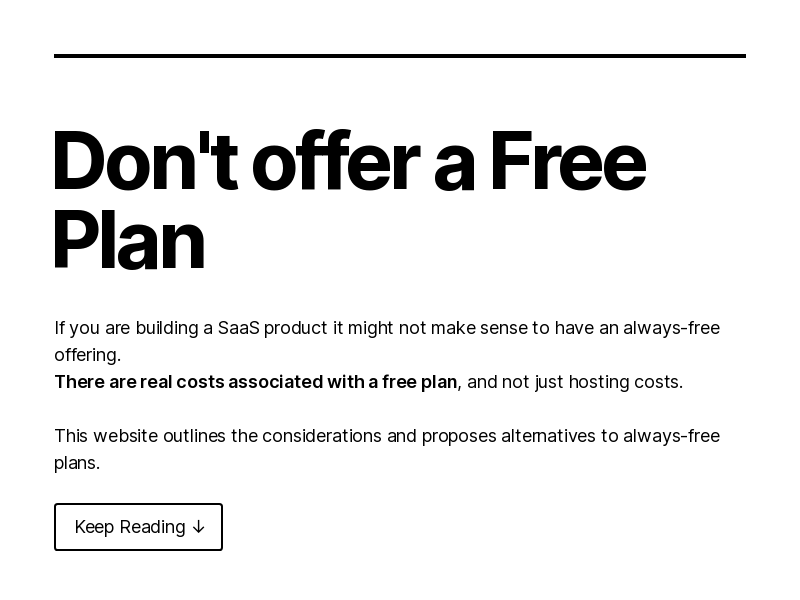 Don't offer a Free
Plan
If you are building a SaaS product it might not make sense to have an always-free
offering.
There are real costs associated with a free plan, and not just hosting costs.
This website outlines the considerations and proposes alternatives to always-free
plans.
Keep Reading ↓